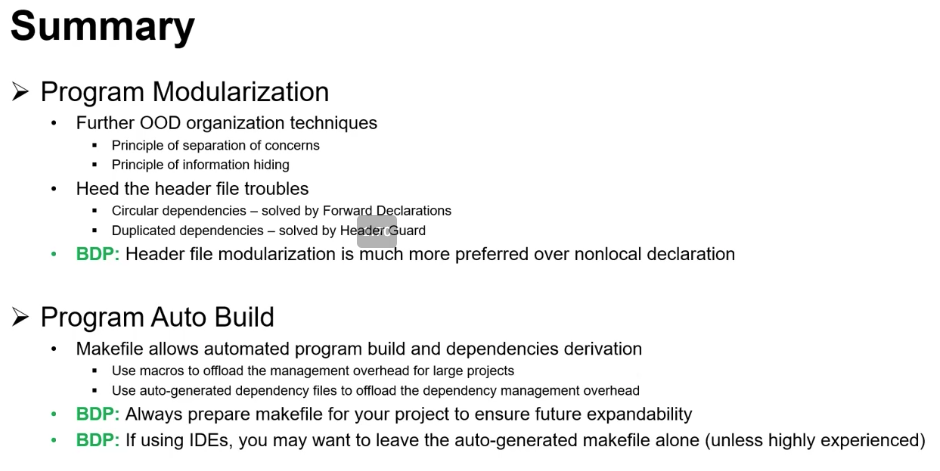 Summary
➢ Program Modularization
• Further OOD organization techniques
▪ Principle of separation of concerns
▪ Principle of information hiding
• Heed the header file troubles
▪ Circular dependencies – solved by Forward Declarations
▪ Duplicated dependencies – solved by Header Guard
• BDP: Header file modularization is much more preferred over nonlocal declaration
➢ Program Auto Build
• Makefile allows automated program build and dependencies derivation
▪ Use macros to offload the management overhead for large projects
▪ Use auto-generated dependency files to offload the dependency management overhead
• BDP: Always prepare makefile for your project to ensure future expandability
• BDP: If using IDEs, you may want to leave the auto-generated makefile alone (unless highly experienced)